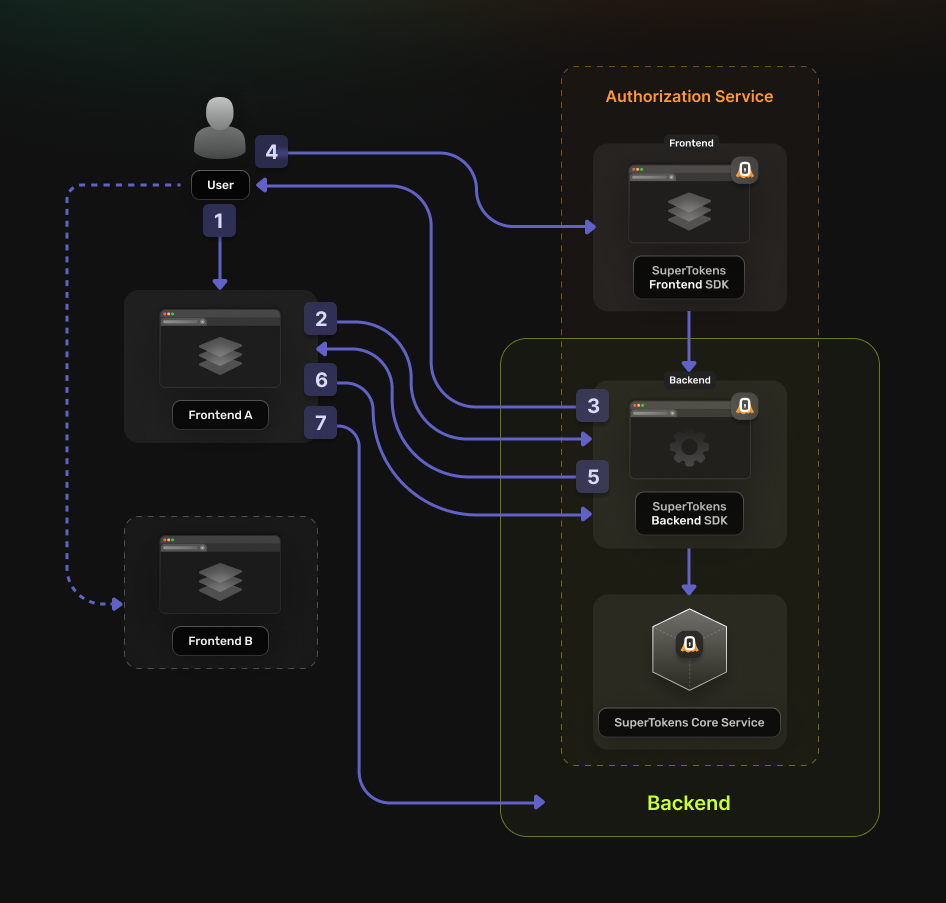 Authorization Service
Frontend
4
User
1
SuperTokens
Frontend SDK
2
6
7
Frontend A
Backend
3
5
SuperTokens
Backend SDK
Frontend B
SuperTokens Core Service
Backend